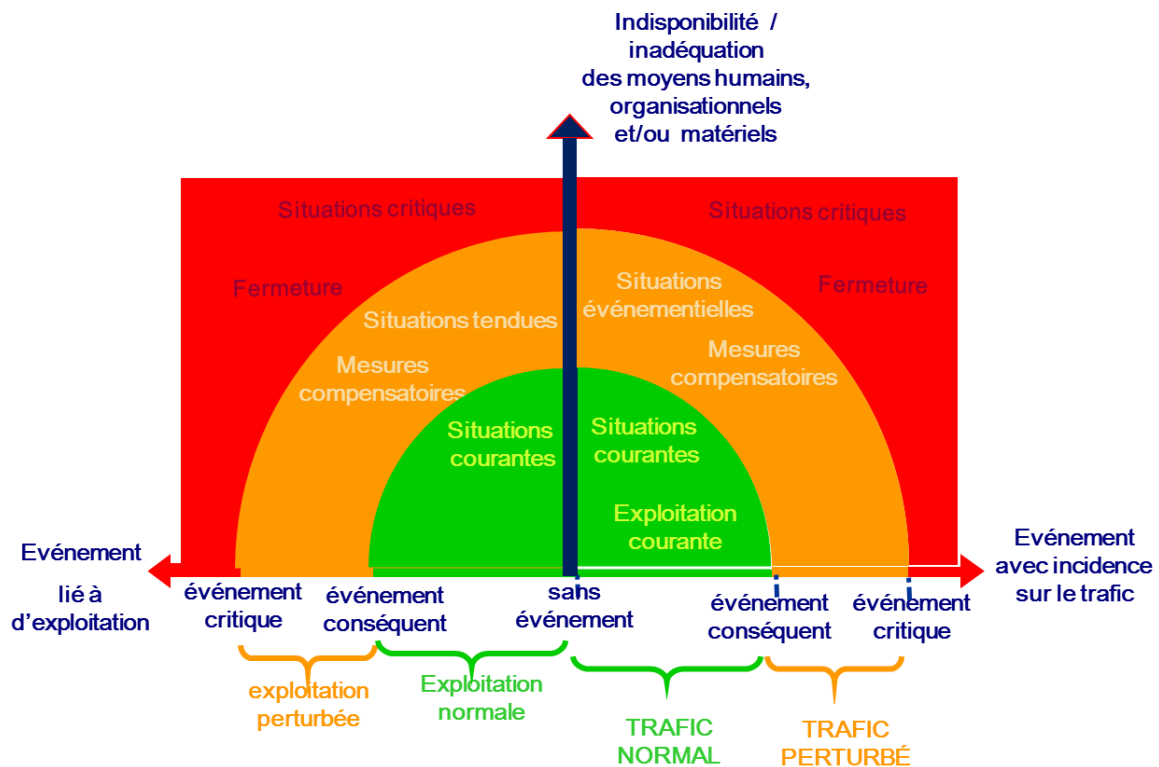 Indisponibilité /
inadéquation
des moyens humains,
organisationnels
et/ou matériels
Situations critiques
Situations critiques
Fermeture
Fermeture
Situations tendues
Situations
événementielles
Mesures
compensatoires
Mesures
compensatoires
Situations
courantes
Situations
courantes
Exploitation
courante
Evénement
lié à
d’exploitation
Evénement
avec incidence
sur le trafic
événement
critique
événement
conséquent
sans
événement
événement
conséquent
événement
critique
exploitation
perturbée
Exploitation
normale
TRAFIC
NORMAL
TRAFIC
PERTURBÉ